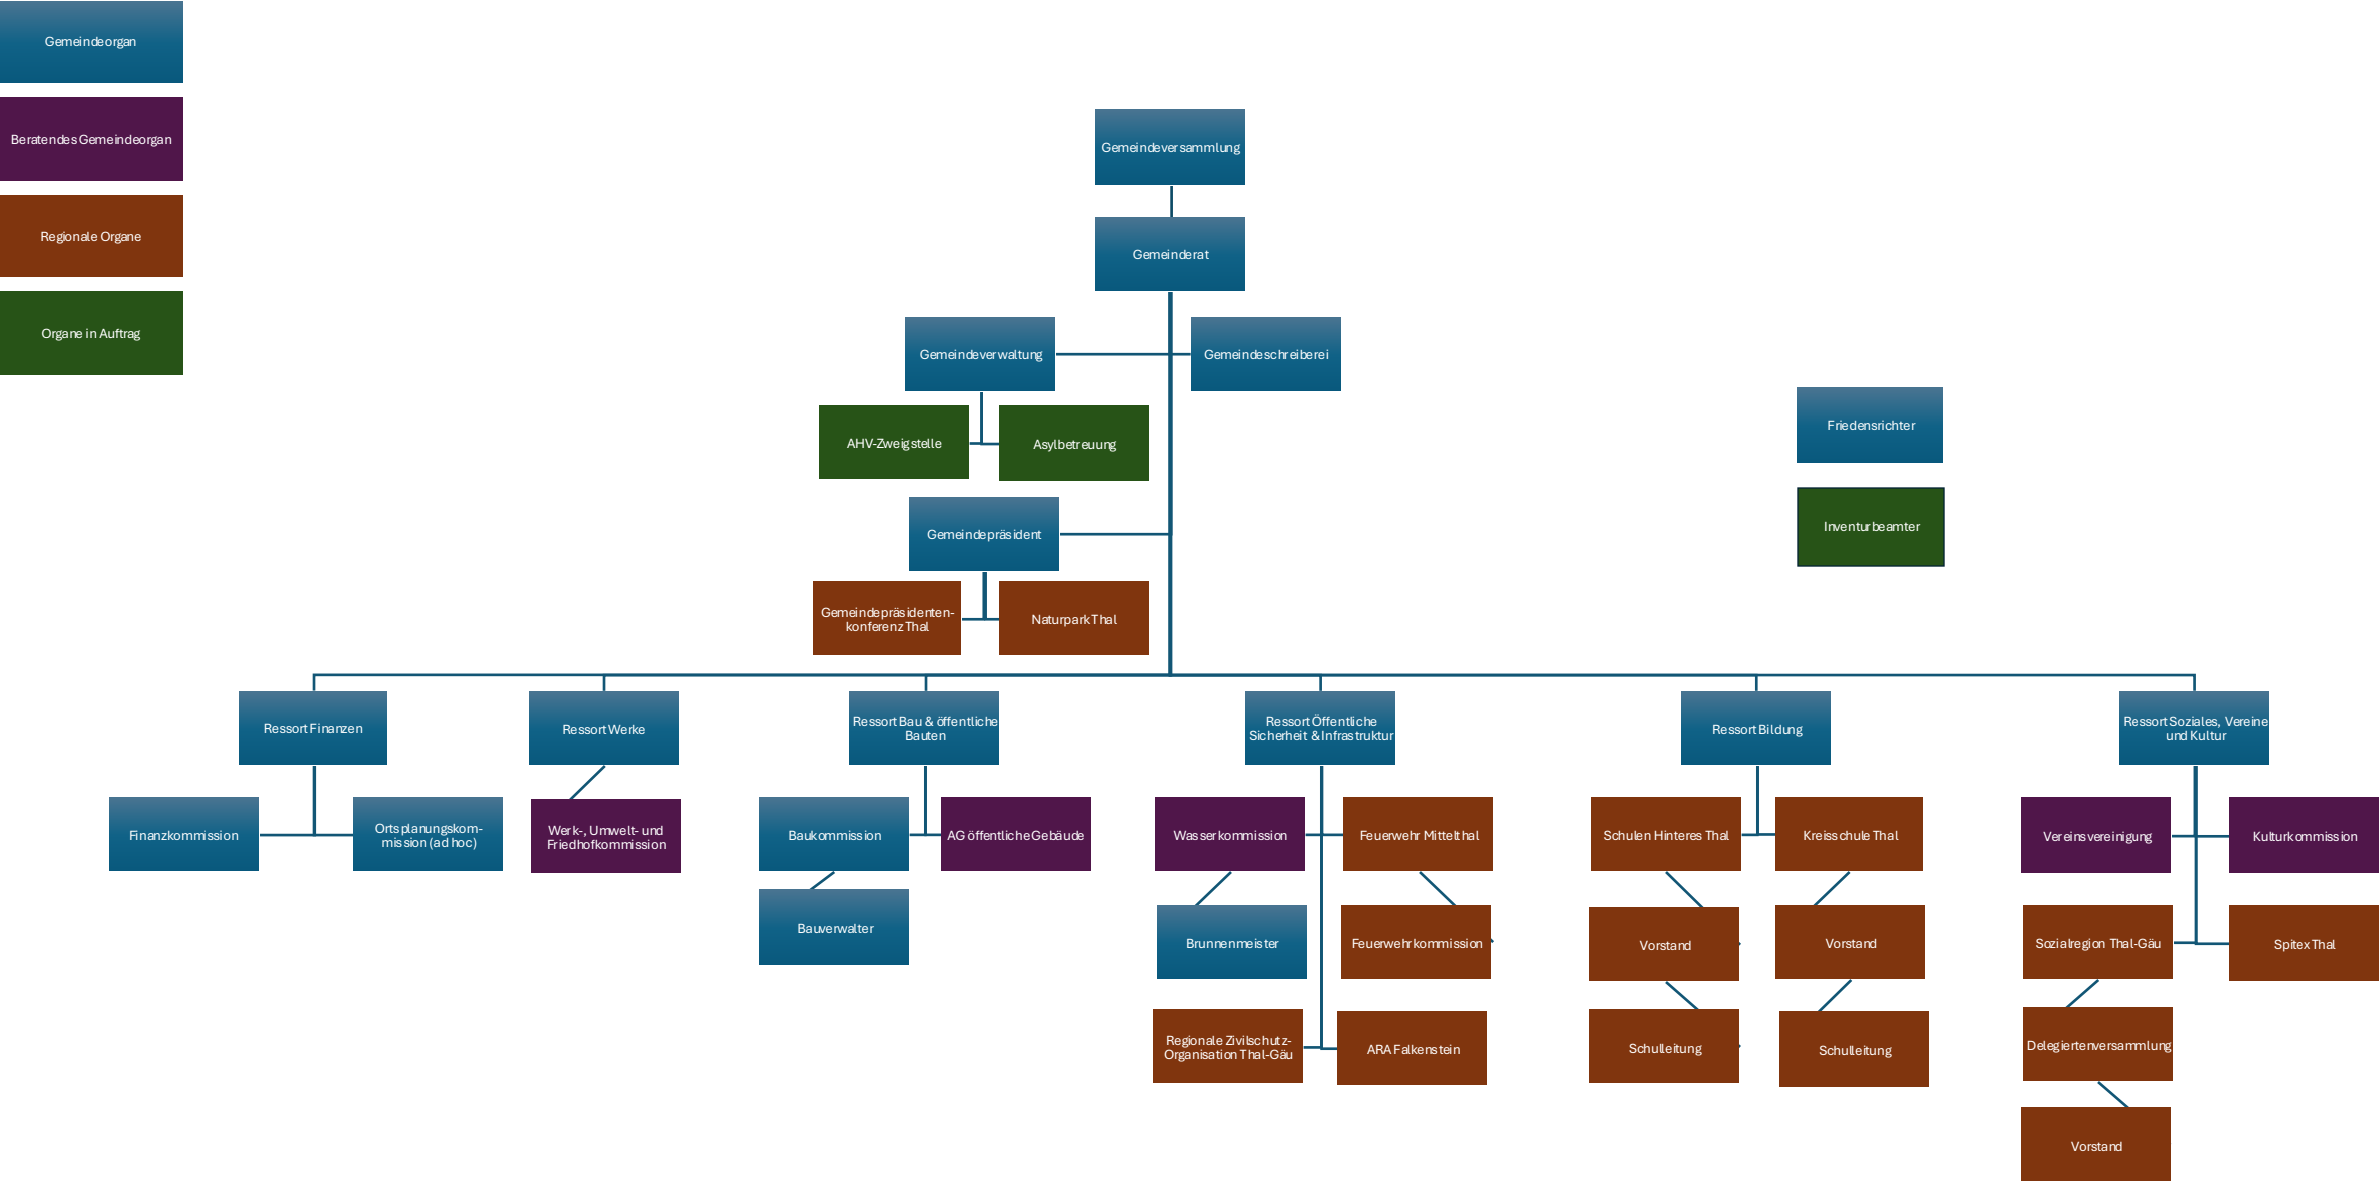 Gemeindeorgan
Beratendes Gemeindeorgan
Regionale Organe
Organe in Auftrag
Gemeindeversammlung
Gemeinderat
Gemeindeverwaltung
Gemeindeschreiberei
AHV-Zweigstelle
Asylbetreuung
Friedensrichter
Inventurbeamter
Gemeindepräsident
Gemeindepräsidenten-
konferenz Thal
Naturpark Thal
Ressort Finanzen
Ressort Werke
Ressort Bau & öffentliche
Bauten
Ressort Öffentliche
Sicherheit & Infrastruktur
Ressort Bildung
Ressort Soziales, Vereine
und Kultur
Finanzkommission
Ortsplanungskom-
mission (ad hoc)
Werk-, Umwelt- und
Friedhofkommission
Baukommission
AG öffentliche Gebäude
Wasserkommission
Feuerwehr Mittelthal
Schulen Hinteres Thal
Kreisschule Thal
Vereinsvereinigung
Kulturkommission
Bauverwalter
Brunnenmeister
Feuerwehrkommission
Vorstand
Vorstand
Sozialregion Thal-Gäu
Spitex Thal
Regionale Zivilschutz-
Organisation Thal-Gäu
ARA Falkenstein
Schulleitung
Schulleitung
Delegiertenversammlung
Vorstand